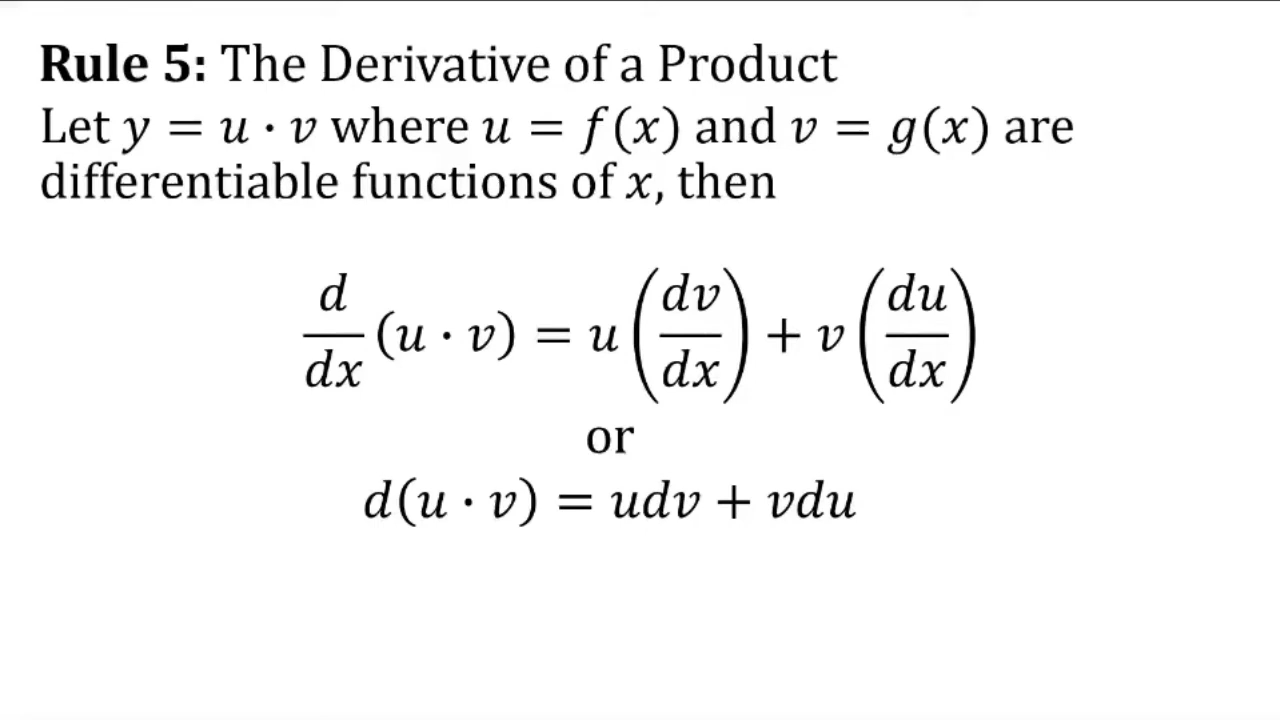 Rule 5: The Derivative of a Product
Let y = u · v where u = f(x) and v = g(x) are
differentiable functions of x, then
d/dx (u · v) = u(dv/dx) + v(du/dx)
or
d(u · v) = udv + vdu